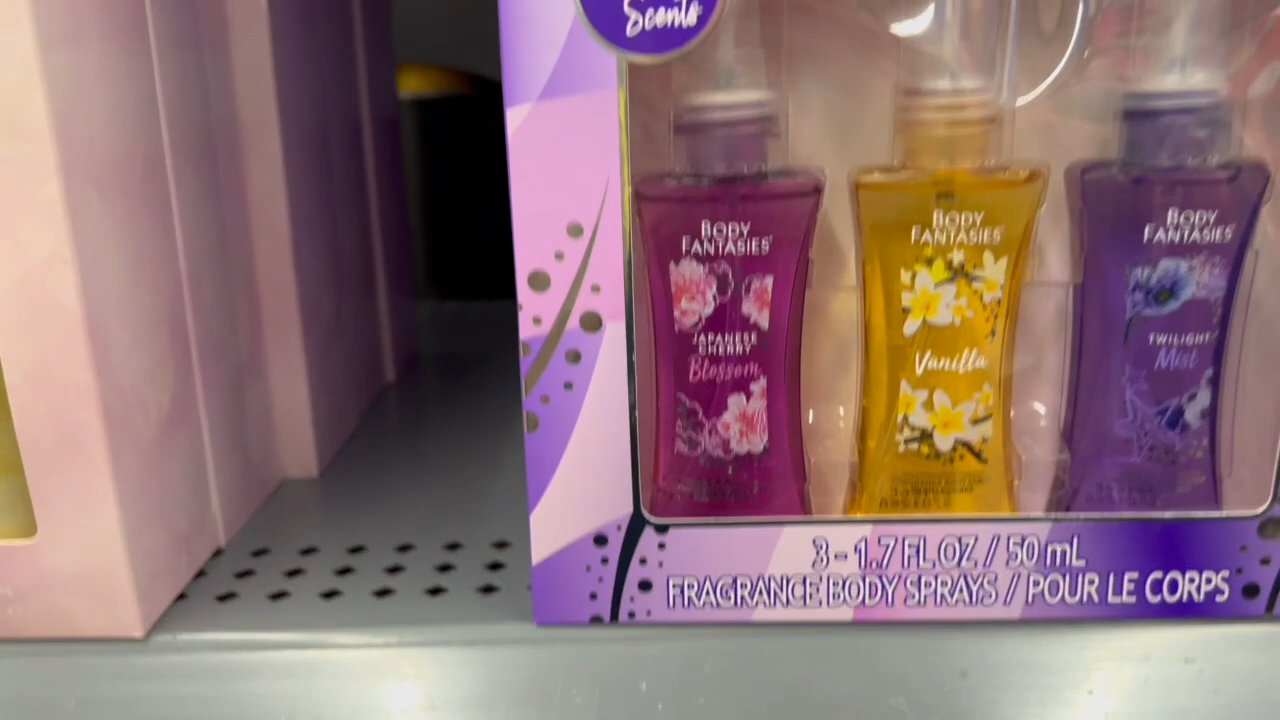 Scents
BODY
FANTASIES
JAPANESE
CHERRY
Blossom
BODY
FANTASIES
Vanilla
BODY
FANTASIES
TWILIGHT
Mist
3 - 1.7 FL OZ / 50 mL
FRAGRANCE BODY SPRAYS / POUR LE CORPS